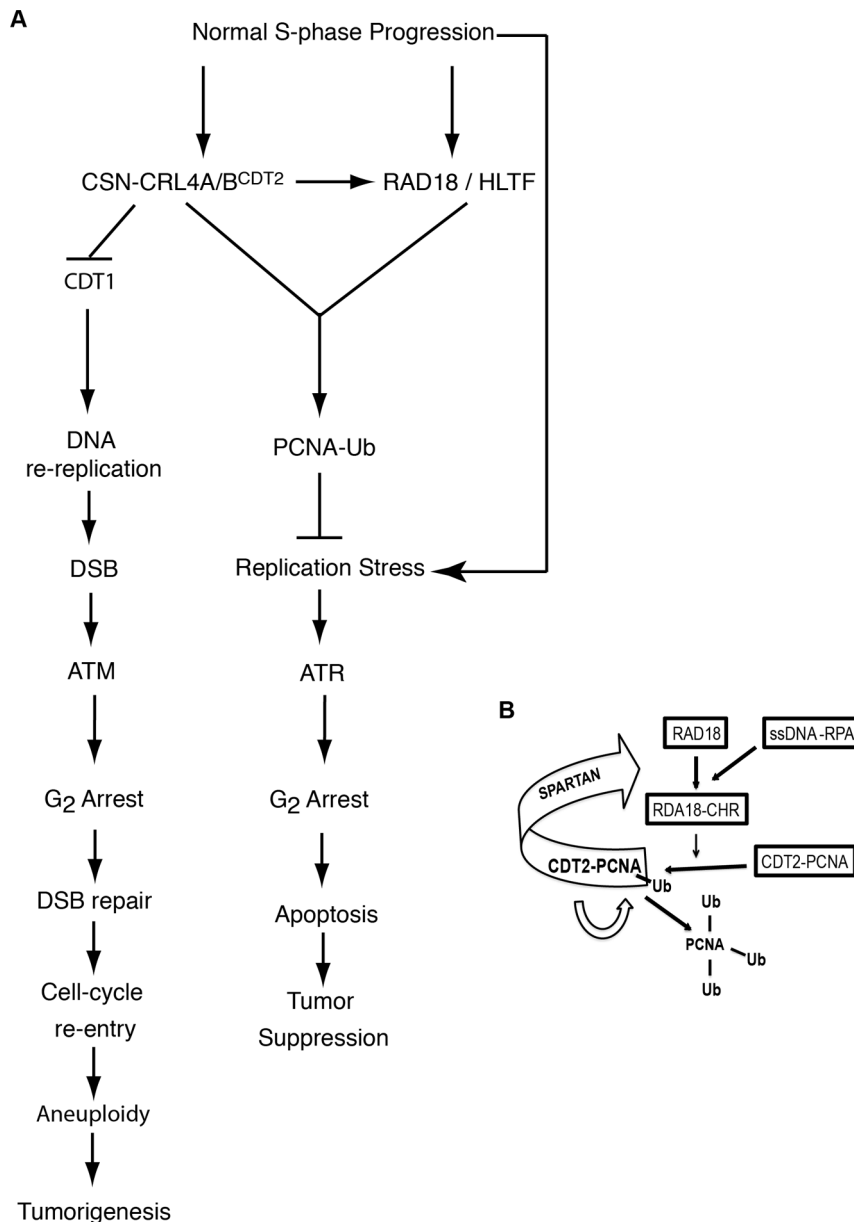 A
Normal S-phase Progression
CSN-CRL4A/BCDT2
RAD18 / HLTF
CDT1
DNA
re-replication
PCNA-Ub
DSB
Replication Stress
ATM
ATR
G2 Arrest
G2 Arrest
DSB repair
Apoptosis
Cell-cycle
re-entry
Tumor
Suppression
Aneuploidy
Tumorigenesis
B
RAD18
ssDNA-RPA
SPARTAN
RDA18-CHR
CDT2-PCNA
Ub
CDT2-PCNA
Ub
PCNA
Ub
Ub